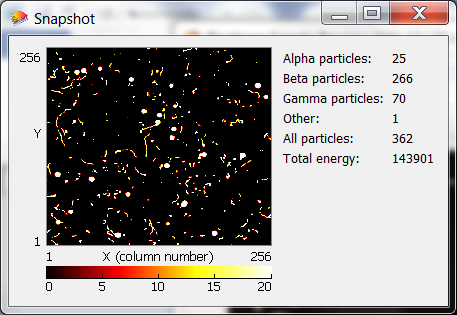 Snapshot
256
Y
1
1 X (column number) 256
0 5 10 15 20
Alpha particles: 25
Beta particles: 266
Gamma particles: 70
Other: 1
All particles: 362
Total energy: 143901